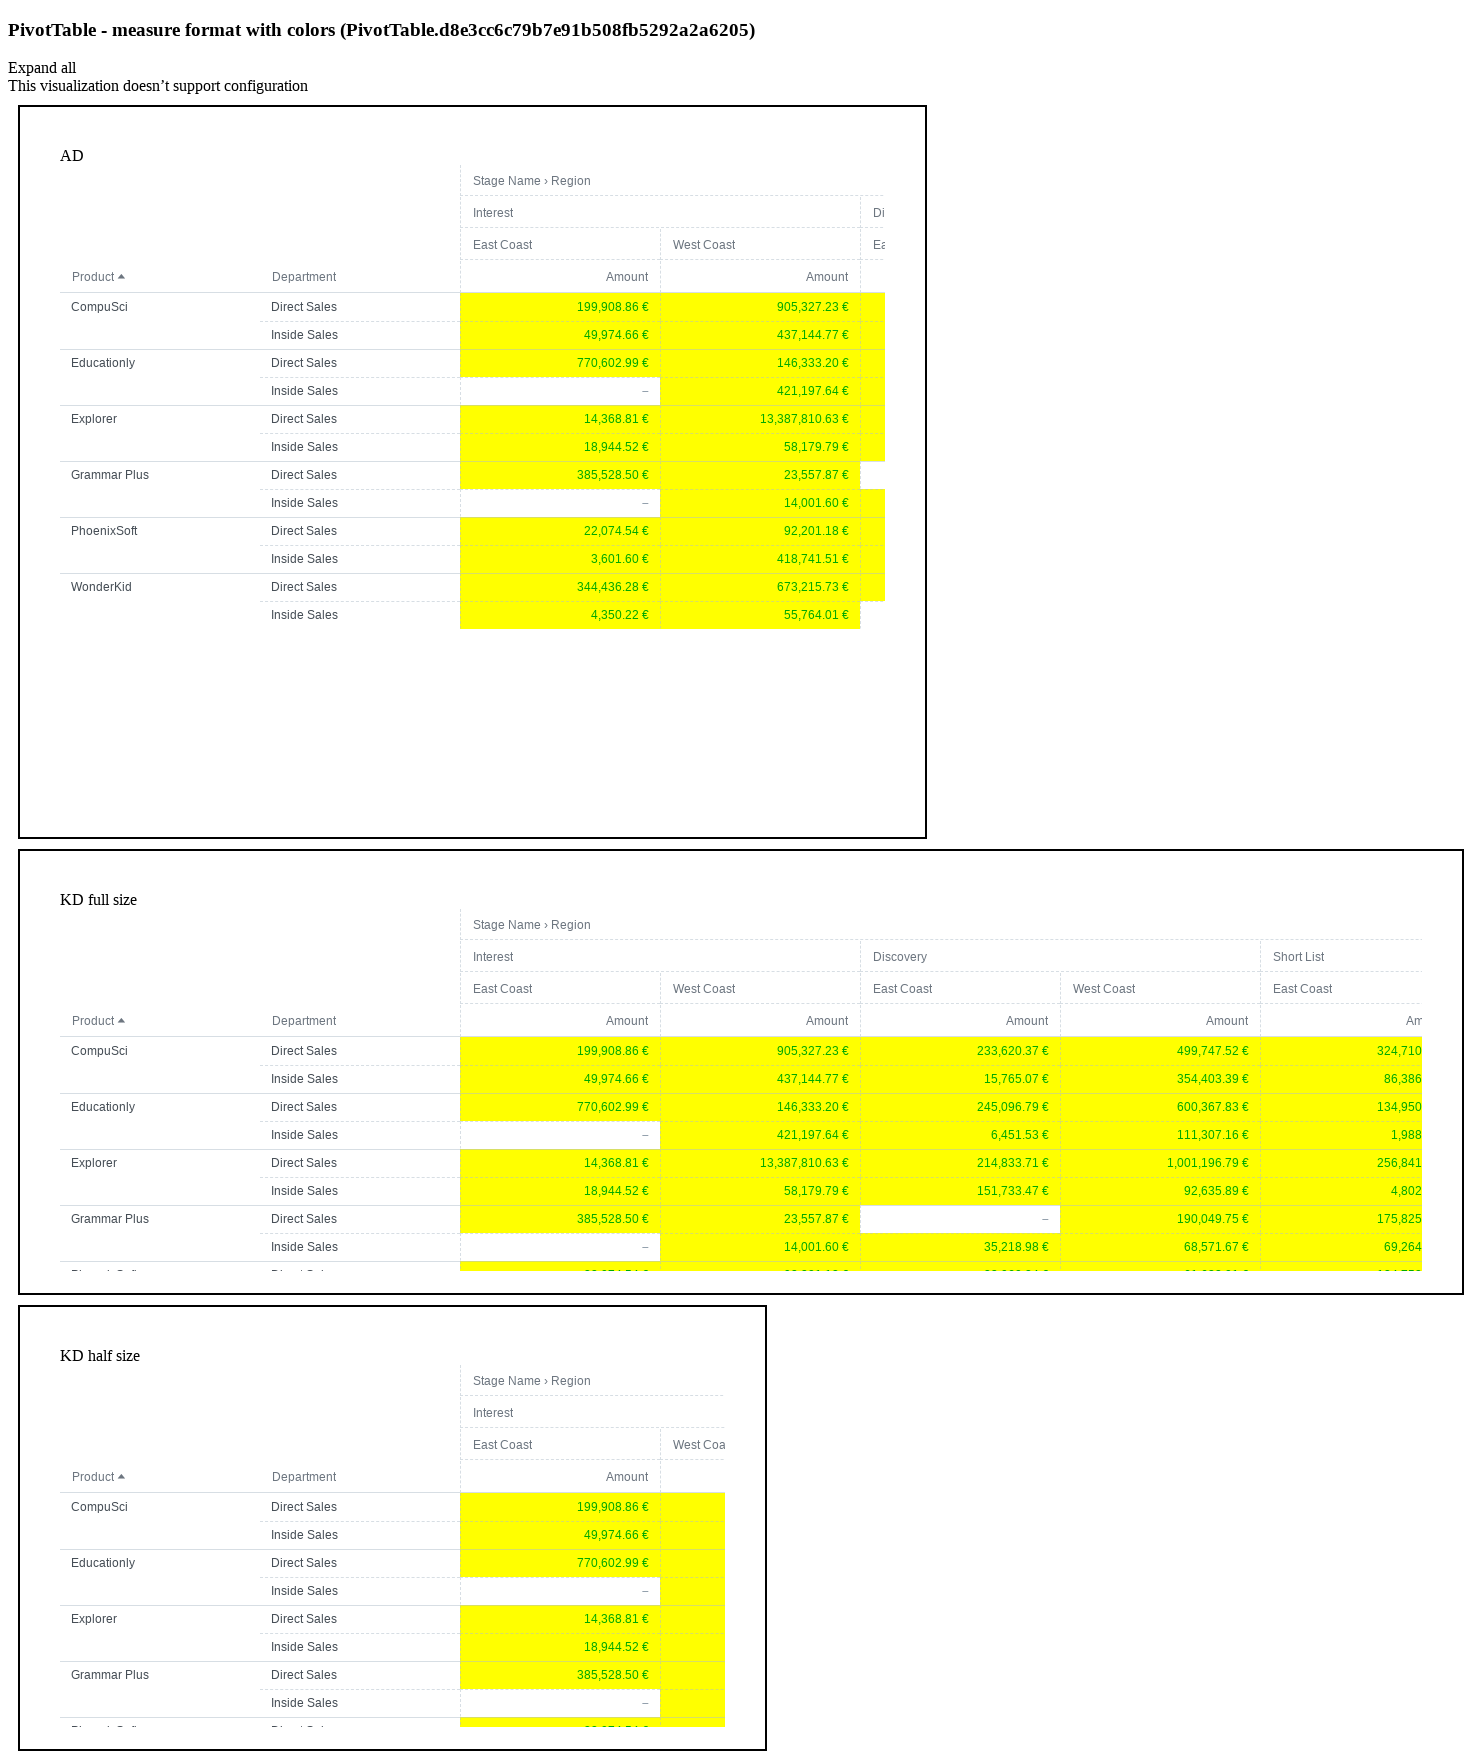 PivotTable - measure format with colors (PivotTable.d8e3cc6c79b7e91b508fb5292a2a6205)
Expand all
This visualization doesn’t support configuration
AD
Stage Name › Region
Interest Di
East Coast West Coast Ea
Product Department Amount Amount
CompuSci Direct Sales 199,908.86 € 905,327.23 €
Inside Sales 49,974.66 € 437,144.77 €
Educationly Direct Sales 770,602.99 € 146,333.20 €
Inside Sales – 421,197.64 €
Explorer Direct Sales 14,368.81 € 13,387,810.63 €
Inside Sales 18,944.52 € 58,179.79 €
Grammar Plus Direct Sales 385,528.50 € 23,557.87 €
Inside Sales – 14,001.60 €
PhoenixSoft Direct Sales 22,074.54 € 92,201.18 €
Inside Sales 3,601.60 € 418,741.51 €
WonderKid Direct Sales 344,436.28 € 673,215.73 €
Inside Sales 4,350.22 € 55,764.01 €
KD full size
Stage Name › Region
Interest Discovery Short List
East Coast West Coast East Coast West Coast East Coast
Product Department Amount Amount Amount Amount Am
CompuSci Direct Sales 199,908.86 € 905,327.23 € 233,620.37 € 499,747.52 € 324,710
Inside Sales 49,974.66 € 437,144.77 € 15,765.07 € 354,403.39 € 86,386
Educationly Direct Sales 770,602.99 € 146,333.20 € 245,096.79 € 600,367.83 € 134,950
Inside Sales – 421,197.64 € 6,451.53 € 111,307.16 € 1,988
Explorer Direct Sales 14,368.81 € 13,387,810.63 € 214,833.71 € 1,001,196.79 € 256,841
Inside Sales 18,944.52 € 58,179.79 € 151,733.47 € 92,635.89 € 4,802
Grammar Plus Direct Sales 385,528.50 € 23,557.87 € – 190,049.75 € 175,825
Inside Sales – 14,001.60 € 35,218.98 € 68,571.67 € 69,264
KD half size
Stage Name › Region
Interest
East Coast West Coa
Product Department Amount
CompuSci Direct Sales 199,908.86 €
Inside Sales 49,974.66 €
Educationly Direct Sales 770,602.99 €
Inside Sales –
Explorer Direct Sales 14,368.81 €
Inside Sales 18,944.52 €
Grammar Plus Direct Sales 385,528.50 €
Inside Sales –